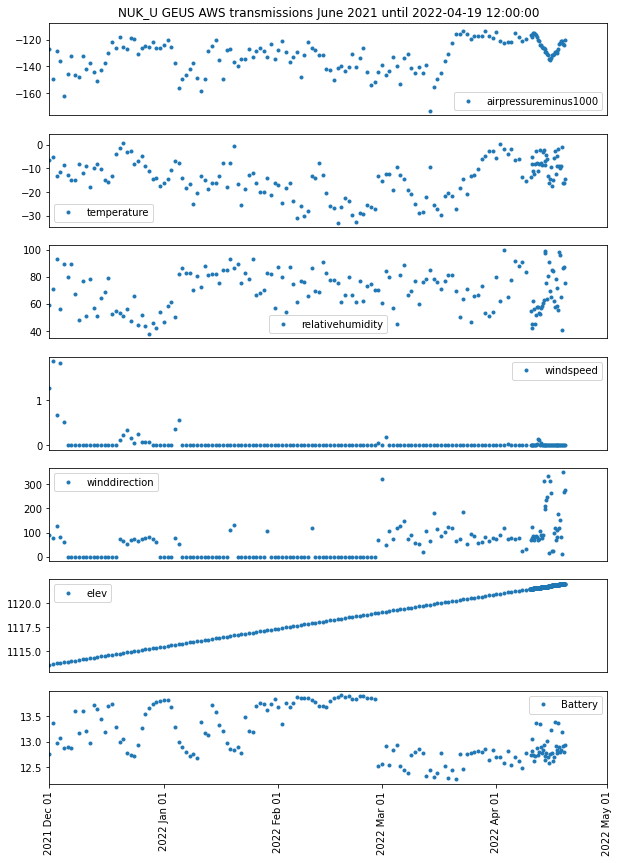 NUK_U GEUS AWS transmissions June 2021 until 2022-04-19 12:00:00
−120
−140
−160
airpressureminus1000
0
−10
−20
−30
temperature
100
80
60
40
relativehumidity
1
0
windspeed
300
200
100
0
winddirection
1120.0
1117.5
1115.0
elev
13.5
13.0
12.5
Battery
2021 Dec 01
2022 Jan 01
2022 Feb 01
2022 Mar 01
2022 Apr 01
2022 May 01